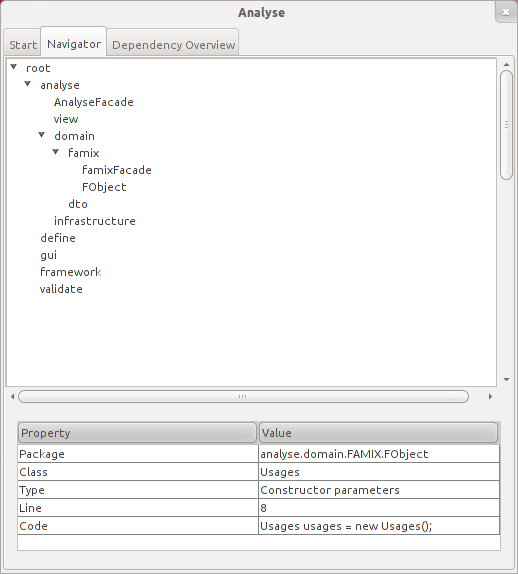 Analyse
Start Navigator Dependency Overview
root
analyse
AnalyseFacade
view
domain
famix
famixFacade
FObject
dto
infrastructure
define
gui
framework
validate
Property Value
Package analyse.domain.FAMIX.FObject
Class Usages
Type Constructor parameters
Line 8
Code Usages usages = new Usages();